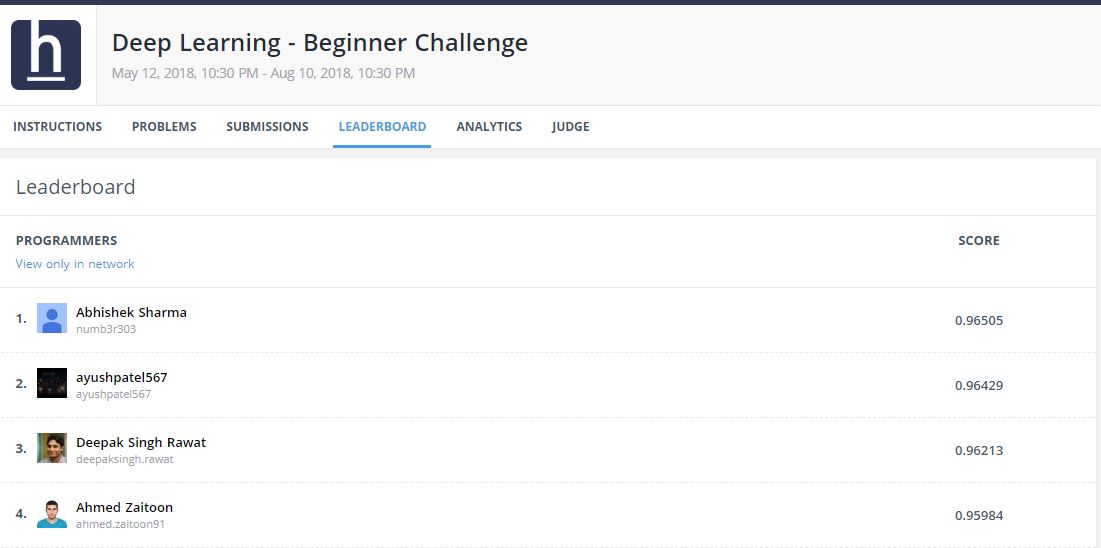 h
Deep Learning - Beginner Challenge
May 12, 2018, 10:30 PM - Aug 10, 2018, 10:30 PM
INSTRUCTIONS PROBLEMS SUBMISSIONS LEADERBOARD ANALYTICS JUDGE
Leaderboard
PROGRAMMERS SCORE
View only in network
1. Abhishek Sharma 0.96505
numb3r303
2. ayushpatel567 0.96429
ayushpatel567
3. Deepak Singh Rawat 0.96213
deepaksingh.rawat
4. Ahmed Zaitoon 0.95984
ahmed.zaitoon91